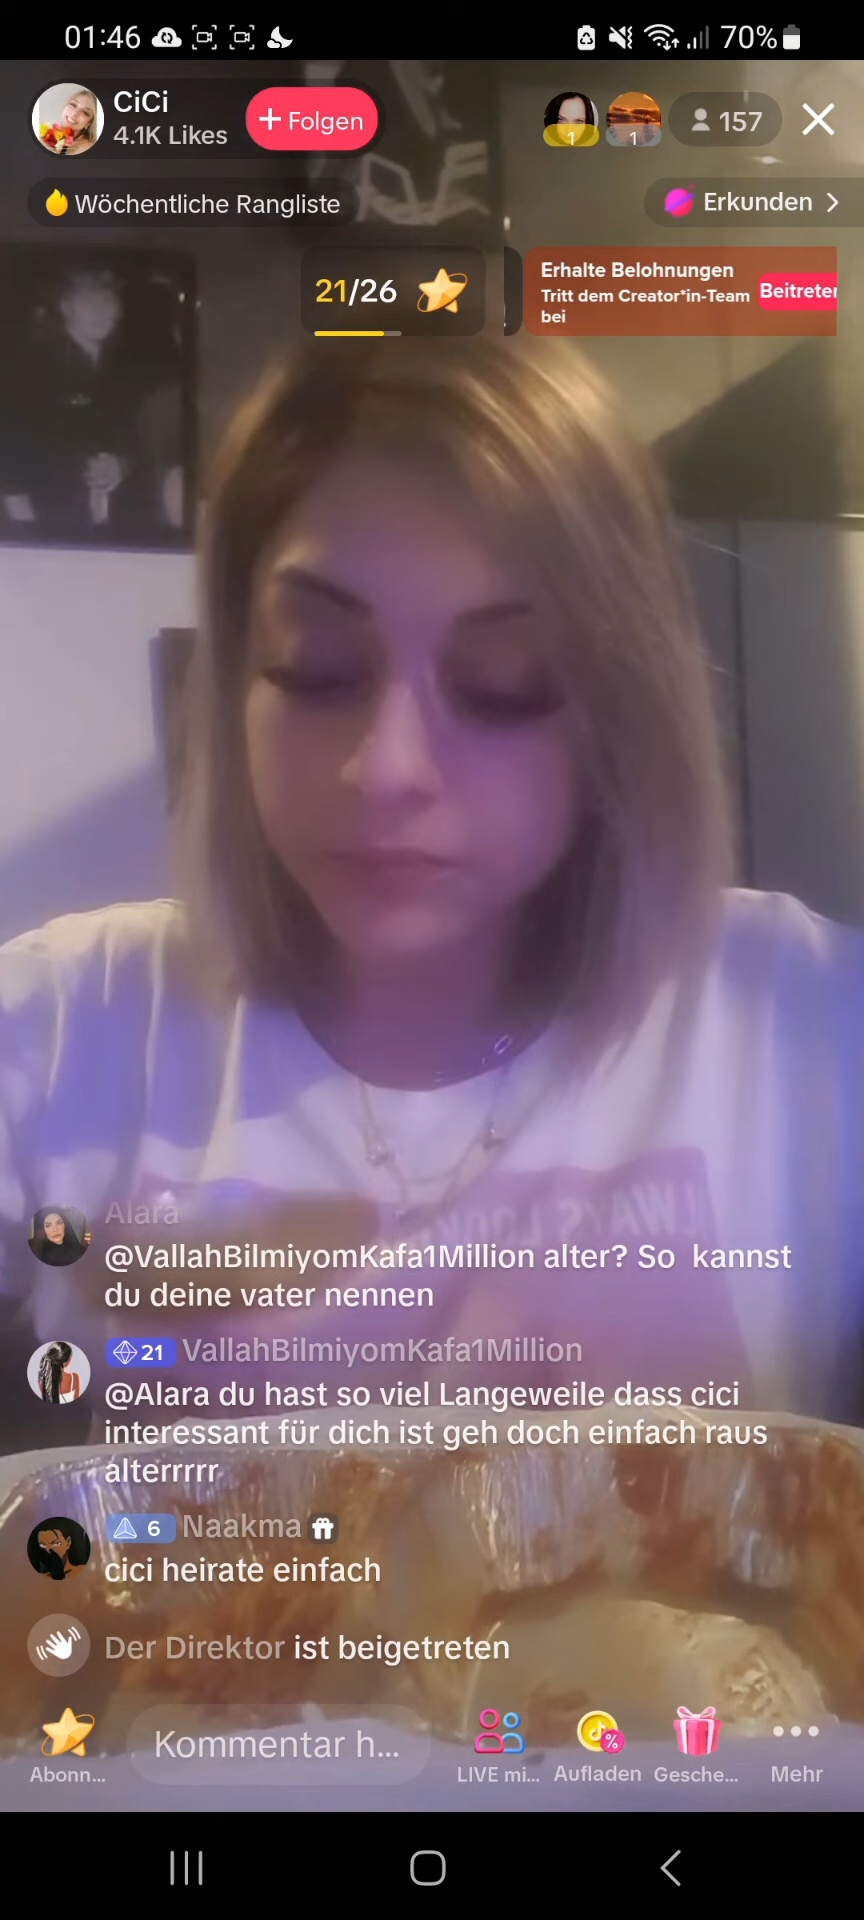 01:46
70%
CiCi
4.1K Likes
+ Folgen
1
1
157
Wöchentliche Rangliste
Erkunden >
21/26
Erhalte Belohnungen
Tritt dem Creator*in-Team
bei
Beitreten
Alara
@VallahBilmiyomKafa1Million alter? So kannst
du deine vater nennen
21 VallahBilmiyomKafa1Million
@Alara du hast so viel Langeweile dass cici
interessant für dich ist geh doch einfach raus
alterrrrr
6 Naakma
cici heirate einfach
Der Direktor ist beigetreten
Kommentar h...
Abonn...
LIVE mi...
Aufladen
Gesche...
Mehr